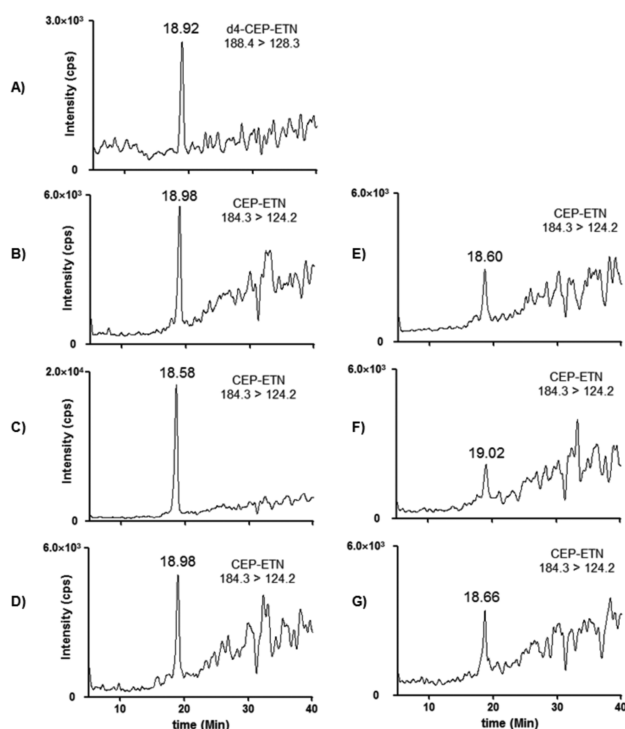 A)
Intensity (cps)
3.0×10³
0
18.92
d4-CEP-ETN
188.4 > 128.3
B)
Intensity (cps)
6.0×10³
0
18.98
CEP-ETN
184.3 > 124.2
C)
Intensity (cps)
2.0×10⁴
0
18.58
CEP-ETN
184.3 > 124.2
D)
Intensity (cps)
6.0×10³
0
18.98
CEP-ETN
184.3 > 124.2
10 20 30 40
time (Min)
E)
6.0×10³
0
18.60
CEP-ETN
184.3 > 124.2
F)
6.0×10³
0
19.02
CEP-ETN
184.3 > 124.2
G)
6.0×10³
0
18.66
CEP-ETN
184.3 > 124.2
10 20 30 40
time (Min)